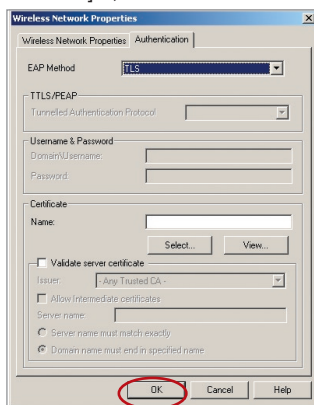 Wireless Network Properties
Wireless Network Properties Authentication
EAP Method TLS
TTLS/PEAP
Tunnelled Authentication Protocol
Username & Password
Domain\Username:
Password:
Certificate
Name:
Select... View...
Validate server certificate
Issuer: - Any Trusted CA -
Allow Intermediate certificates
Server name:
Server name must match exactly
Domain name must end in specified name
OK Cancel Help